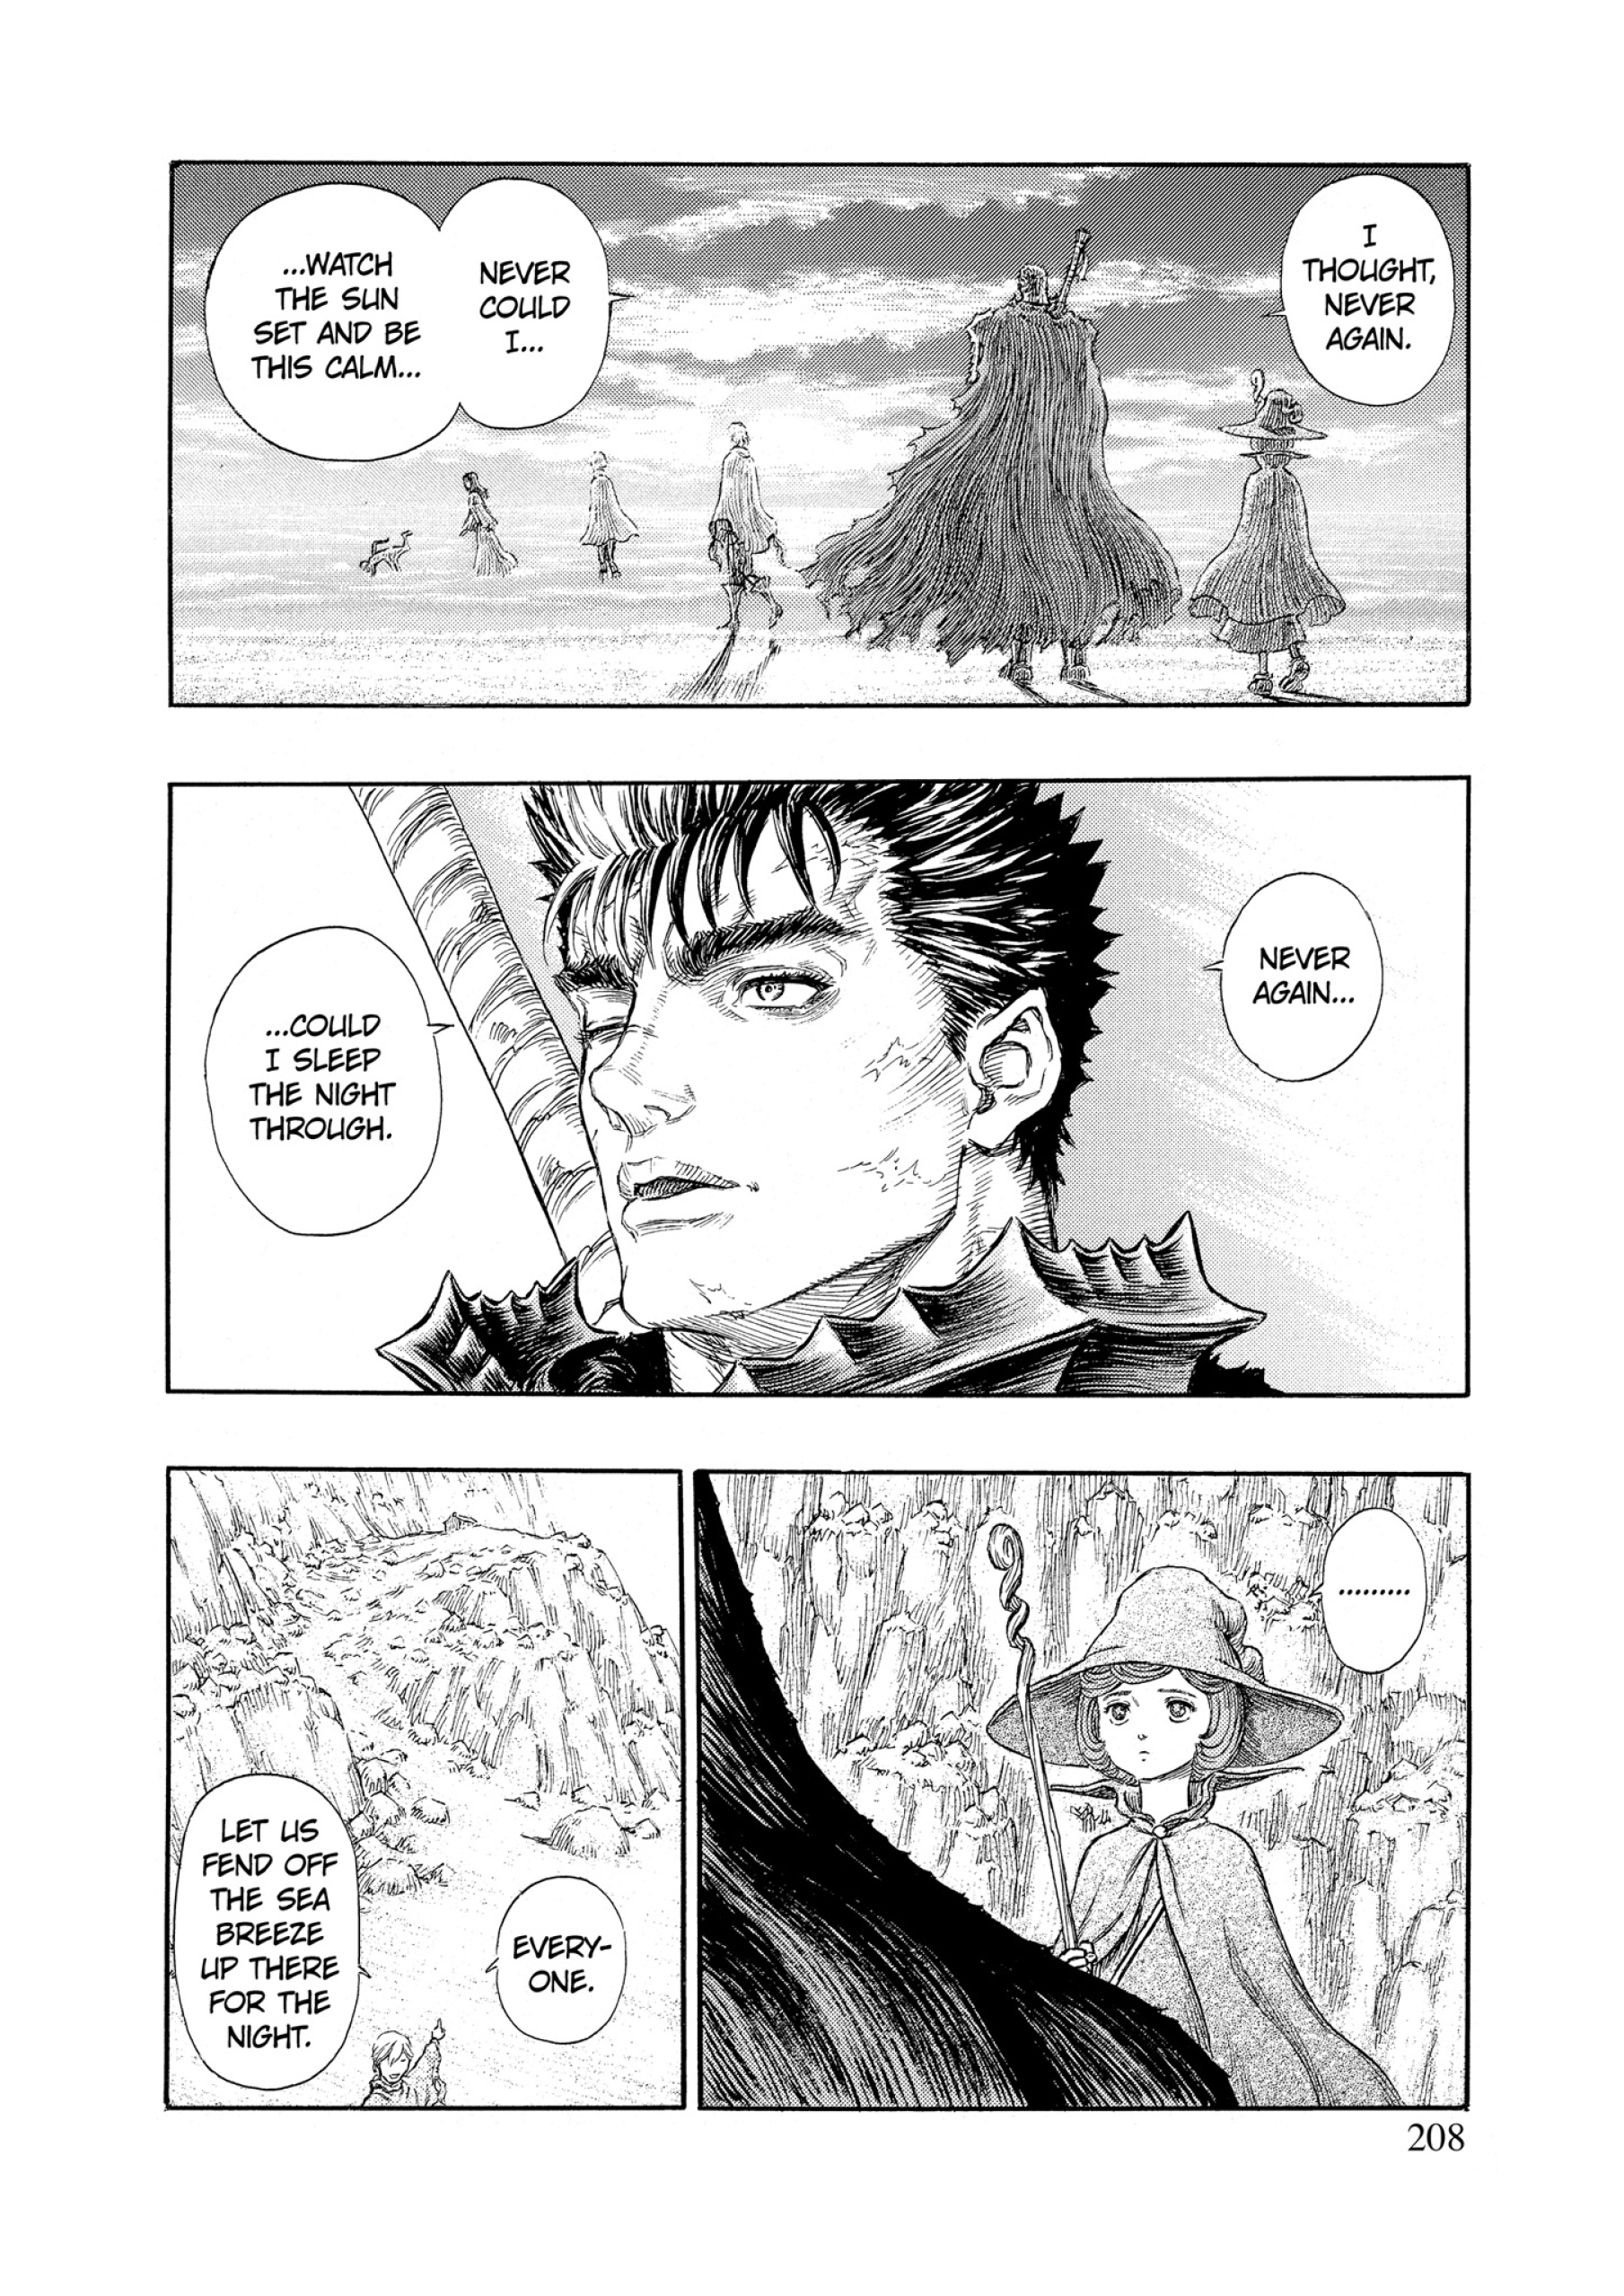 I
THOUGHT,
NEVER
AGAIN.
NEVER
COULD
I...
...WATCH
THE SUN
SET AND BE
THIS CALM...
NEVER
AGAIN...
...COULD
I SLEEP
THE NIGHT
THROUGH.
..........
EVERY-
ONE.
LET US
FEND OFF
THE SEA
BREEZE
UP THERE
FOR THE
NIGHT.
208